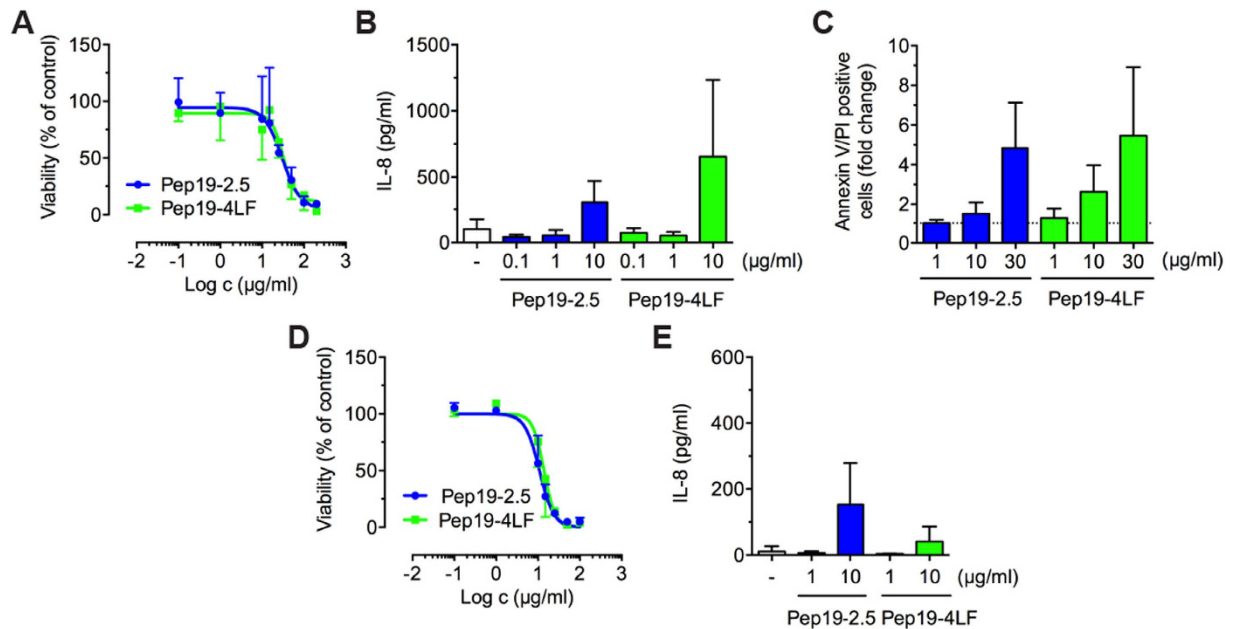 A
Viability (% of control)
150
100
50
0
Pep19-2.5
Pep19-4LF
-2 -1 0 1 2 3
Log c (µg/ml)
B
IL-8 (pg/ml)
1500
1000
500
0
- 0.1 1 10 0.1 1 10 (µg/ml)
Pep19-2.5 Pep19-4LF
C
Annexin V/PI positive
cells (fold change)
10
8
6
4
2
0
1 10 30 1 10 30 (µg/ml)
Pep19-2.5 Pep19-4LF
D
Viability (% of control)
150
100
50
0
Pep19-2.5
Pep19-4LF
-2 -1 0 1 2 3
Log c (µg/ml)
E
IL-8 (pg/ml)
600
400
200
0
- 1 10 1 10 (µg/ml)
Pep19-2.5 Pep19-4LF